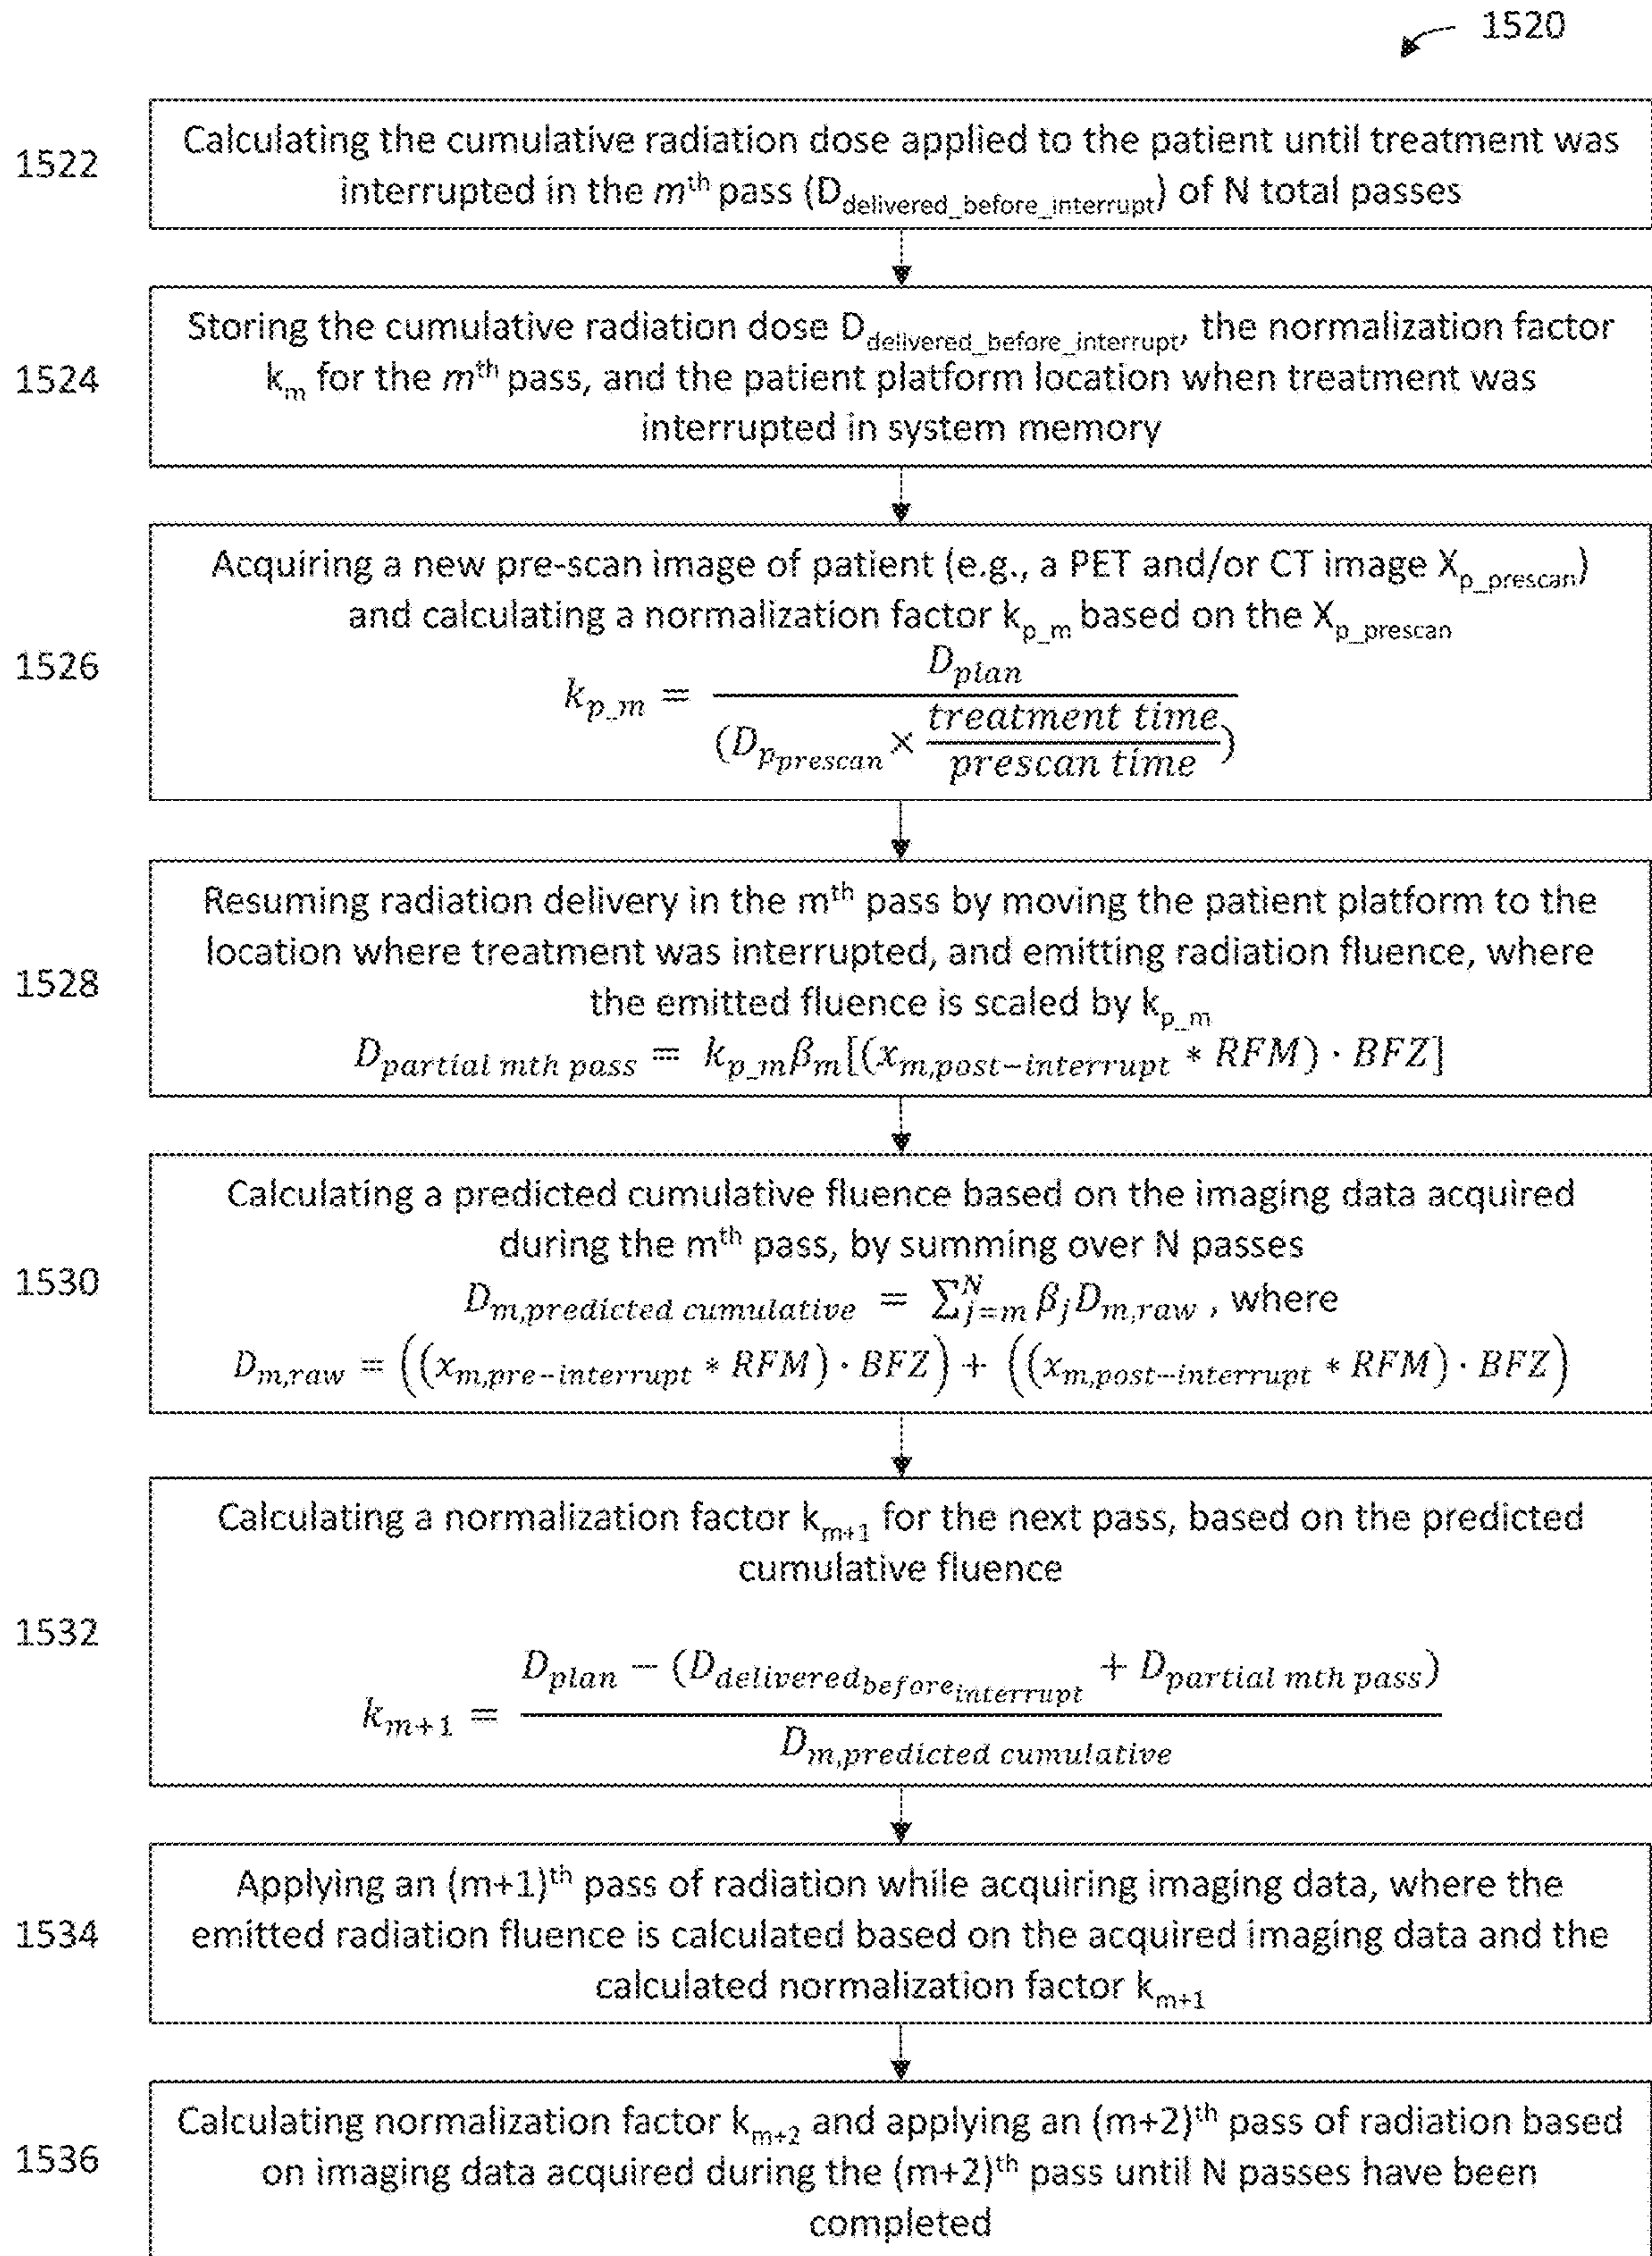 1520
1522
Calculating the cumulative radiation dose applied to the patient until treatment was
interrupted in the mth pass (Ddelivered_before_interrupt) of N total passes
1524
Storing the cumulative radiation dose Ddelivered_before_interrupt, the normalization factor
km for the mth pass, and the patient platform location when treatment was
interrupted in system memory
1526
Acquiring a new pre-scan image of patient (e.g., a PET and/or CT image Xp_prescan)
and calculating a normalization factor kp_m based on the Xp_prescan
kp_m = Dplan / (Dpprescan × treatment time / prescan time)
1528
Resuming radiation delivery in the mth pass by moving the patient platform to the
location where treatment was interrupted, and emitting radiation fluence, where
the emitted fluence is scaled by kp_m
Dpartial mth pass = kp_mβm[(xm,post−interrupt * RFM) · BFZ]
1530
Calculating a predicted cumulative fluence based on the imaging data acquired
during the mth pass, by summing over N passes
Dm,predicted cumulative = ∑j=mN βjDm,raw , where
Dm,raw = ((xm,pre−interrupt * RFM) · BFZ) + ((xm,post−interrupt * RFM) · BFZ)
1532
Calculating a normalization factor km+1 for the next pass, based on the predicted
cumulative fluence
km+1 = Dplan − (Ddeliveredbeforeinterrupt + Dpartial mth pass) / Dm,predicted cumulative
1534
Applying an (m+1)th pass of radiation while acquiring imaging data, where the
emitted radiation fluence is calculated based on the acquired imaging data and the
calculated normalization factor km+1
1536
Calculating normalization factor km+2 and applying an (m+2)th pass of radiation based
on imaging data acquired during the (m+2)th pass until N passes have been
completed